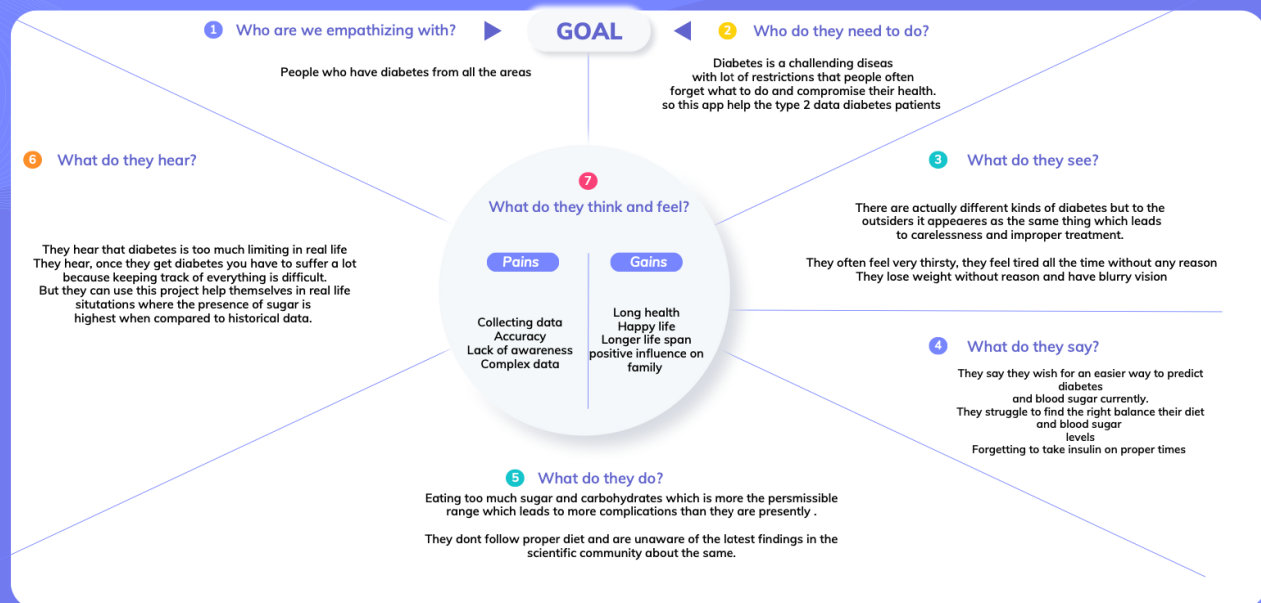 1 Who are we empathizing with?
GOAL
2 Who do they need to do?
People who have diabetes from all the areas
Diabetes is a challending diseas
with lot of restrictions that people often
forget what to do and compromise their health.
so this app help the type 2 data diabetes patients
6 What do they hear?
They hear that diabetes is too much limiting in real life
They hear, once they get diabetes you have to suffer a lot
because keeping track of everything is difficult.
But they can use this project help themselves in real life
situtations where the presence of sugar is
highest when compared to historical data.
3 What do they see?
There are actually different kinds of diabetes but to the
outsiders it appeaeres as the same thing which leads
to carelessness and improper treatment.
They often feel very thirsty, they feel tired all the time without any reason
They lose weight without reason and have blurry vision
7
What do they think and feel?
Pains
Collecting data
Accuracy
Lack of awareness
Complex data
Gains
Long health
Happy life
Longer life span
positive influence on
family
4 What do they say?
They say they wish for an easier way to predict
diabetes
and blood sugar currently.
They struggle to find the right balance their diet
and blood sugar
levels
Forgetting to take insulin on proper times
5 What do they do?
Eating too much sugar and carbohydrates which is more the persmissible
range which leads to more complications than they are presently .
They dont follow proper diet and are unaware of the latest findings in the
scientific community about the same.